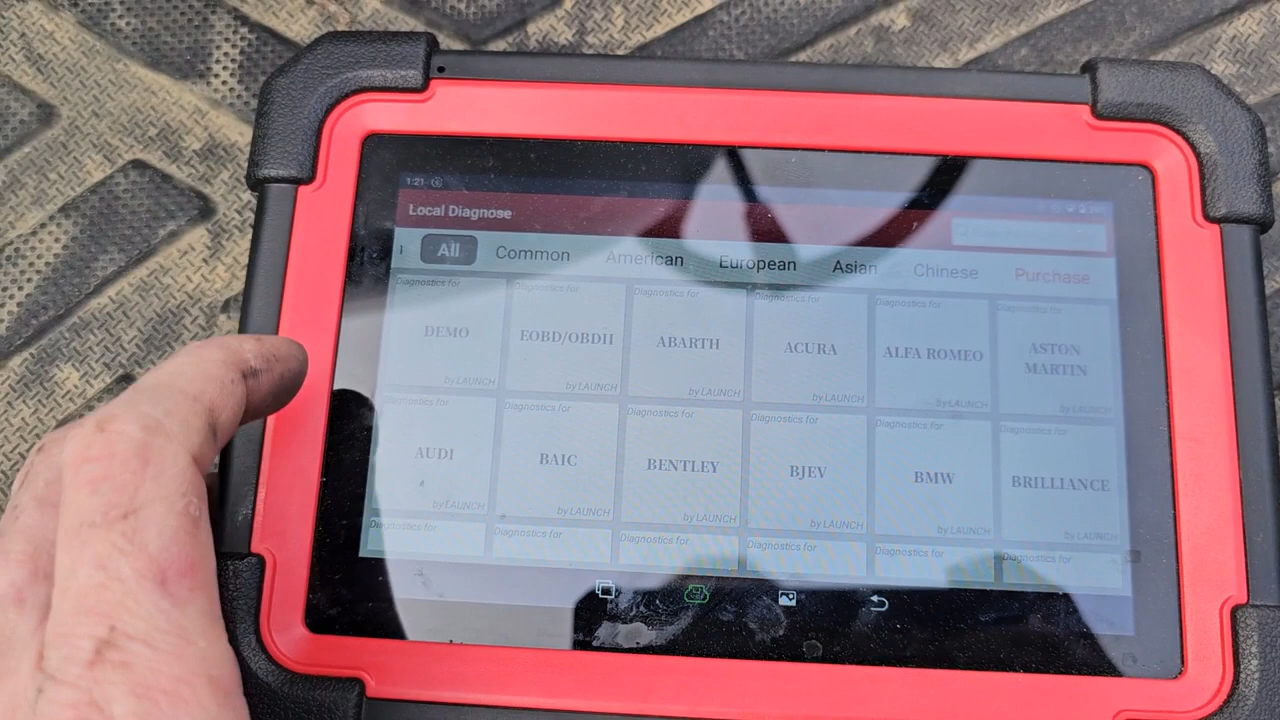 1:21
Local Diagnose
All Common American European Asian Chinese Purchase
Diagnostics for Diagnostics for Diagnostics for Diagnostics for Diagnostics for Diagnostics for
DEMO EOBD/OBDII ABARTH ACURA ALFA ROMEO ASTON MARTIN
by LAUNCH by LAUNCH by LAUNCH by LAUNCH by LAUNCH by LAUNCH
Diagnostics for Diagnostics for Diagnostics for Diagnostics for Diagnostics for Diagnostics for
AUDI BAIC BENTLEY BJEV BMW BRILLIANCE
by LAUNCH by LAUNCH by LAUNCH by LAUNCH by LAUNCH by LAUNCH
Diagnostics for Diagnostics for Diagnostics for Diagnostics for Diagnostics for Diagnostics for